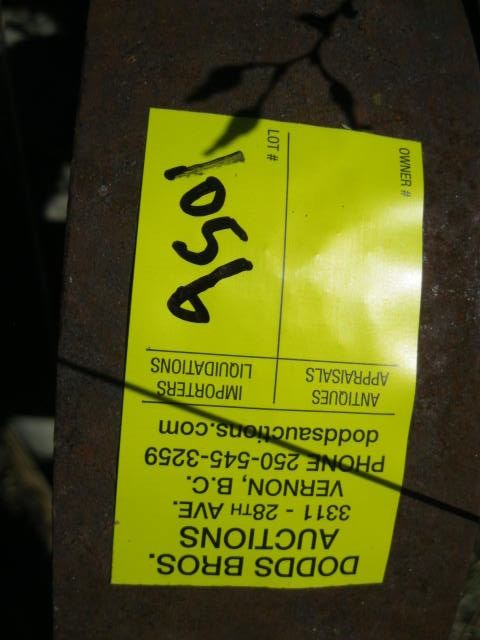 DODDS BROS.
AUCTIONS
3311 - 28TH AVE.
VERNON, B.C.
PHONE 250-545-3259
doddsauctions.com
ANTIQUES
APPRAISALS
IMPORTERS
LIQUIDATIONS
OWNER #
LOT #
1056